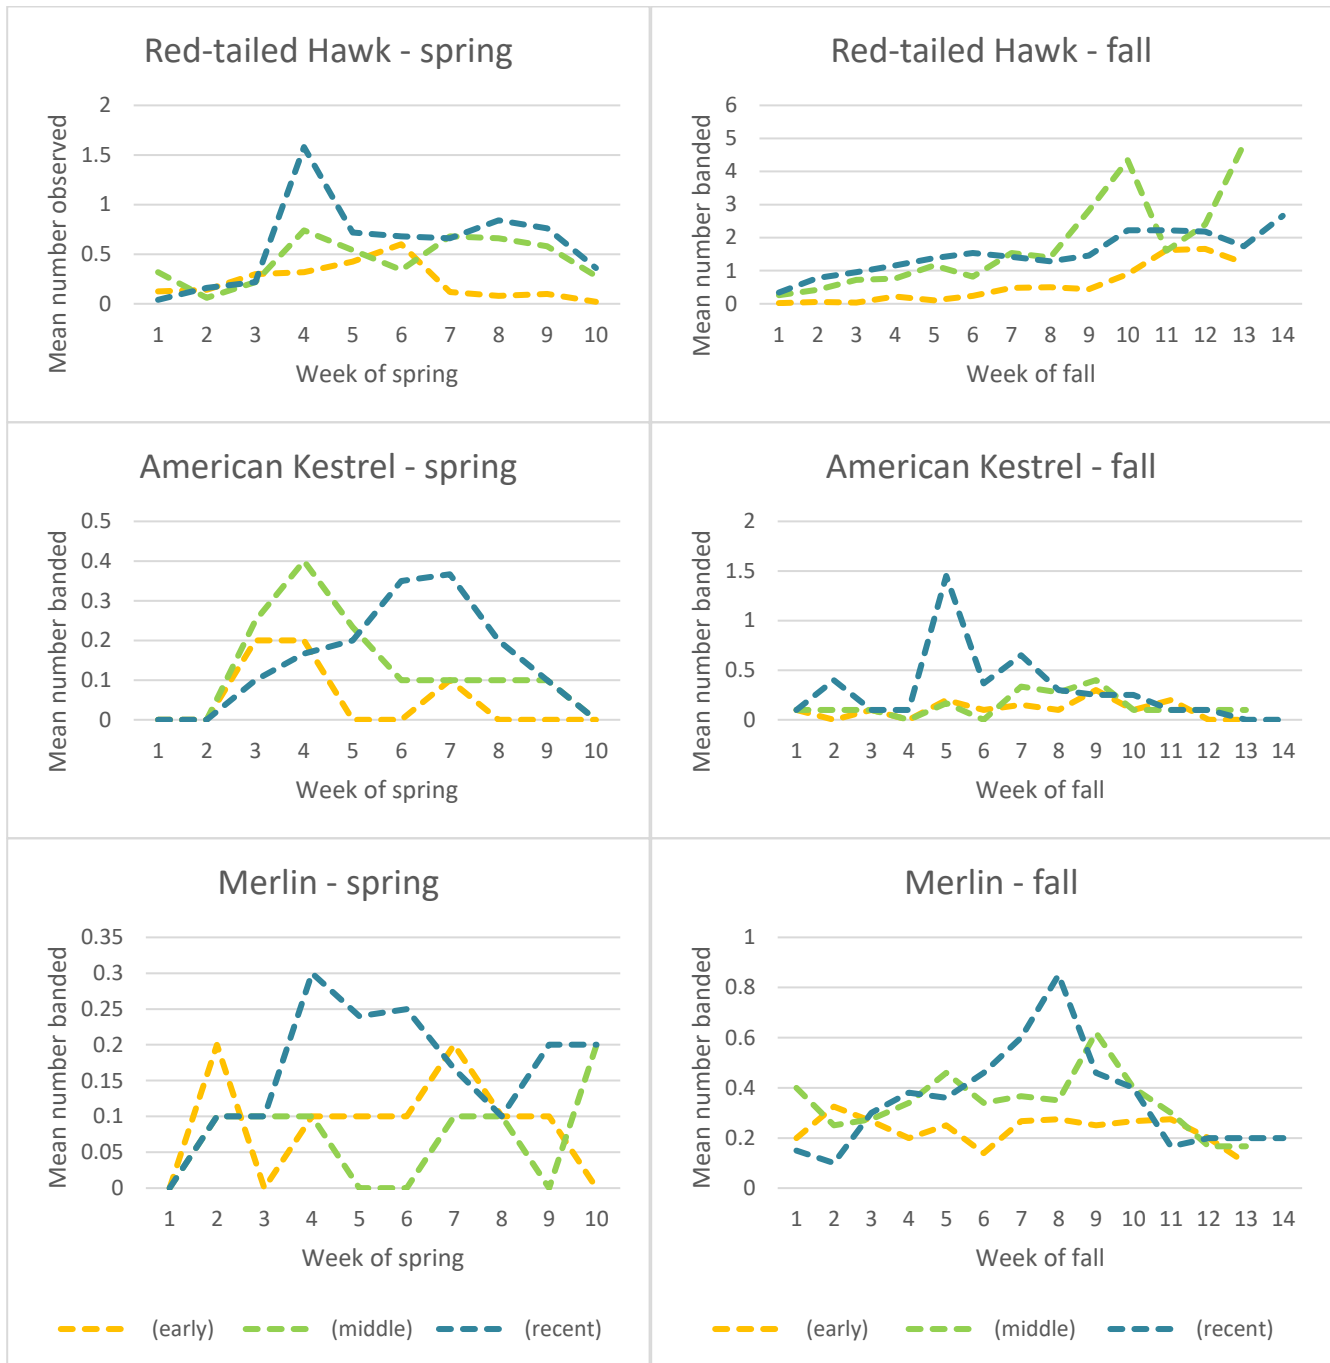 Red-tailed Hawk - spring
Mean number observed
2
1.5
1
0.5
0
1 2 3 4 5 6 7 8 9 10
Week of spring
Red-tailed Hawk - fall
Mean number banded
6
5
4
3
2
1
0
1 2 3 4 5 6 7 8 9 10 11 12 13 14
Week of fall
American Kestrel - spring
Mean number banded
0.5
0.4
0.3
0.2
0.1
0
1 2 3 4 5 6 7 8 9 10
Week of spring
American Kestrel - fall
Mean number banded
2
1.5
1
0.5
0
1 2 3 4 5 6 7 8 9 10 11 12 13 14
Week of fall
Merlin - spring
Mean number banded
0.35
0.3
0.25
0.2
0.15
0.1
0.05
0
1 2 3 4 5 6 7 8 9 10
Week of spring
(early) (middle) (recent)
Merlin - fall
Mean number banded
1
0.8
0.6
0.4
0.2
0
1 2 3 4 5 6 7 8 9 10 11 12 13 14
Week of fall
(early) (middle) (recent)